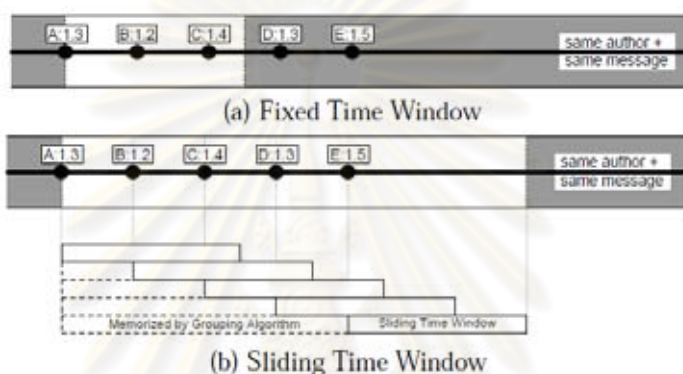 A:1.3 B:1.2 C:1.4 D:1.3 E:1.5 same author +
same message
(a) Fixed Time Window
A:1.3 B:1.2 C:1.4 D:1.3 E:1.5 same author +
same message
Memorized by Grouping Algorithm Sliding Time Window
(b) Sliding Time Window